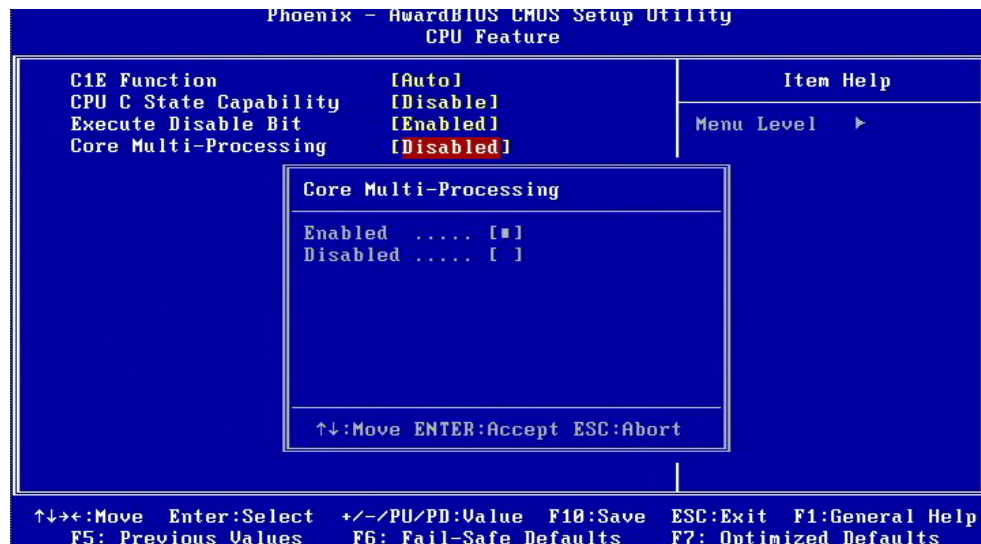 Phoenix - AwardBIOS CMOS Setup Utility
CPU Feature
C1E Function [Auto]
CPU C State Capability [Disable]
Execute Disable Bit [Enabled]
Core Multi-Processing [Disabled]
Item Help
Menu Level ▶
Core Multi-Processing
Enabled ..... [■]
Disabled ..... [ ]
↑↓:Move ENTER:Accept ESC:Abort
↑↓→←:Move Enter:Select +/-/PU/PD:Value F10:Save ESC:Exit F1:General Help
F5: Previous Values F6: Fail-Safe Defaults F7: Optimized Defaults